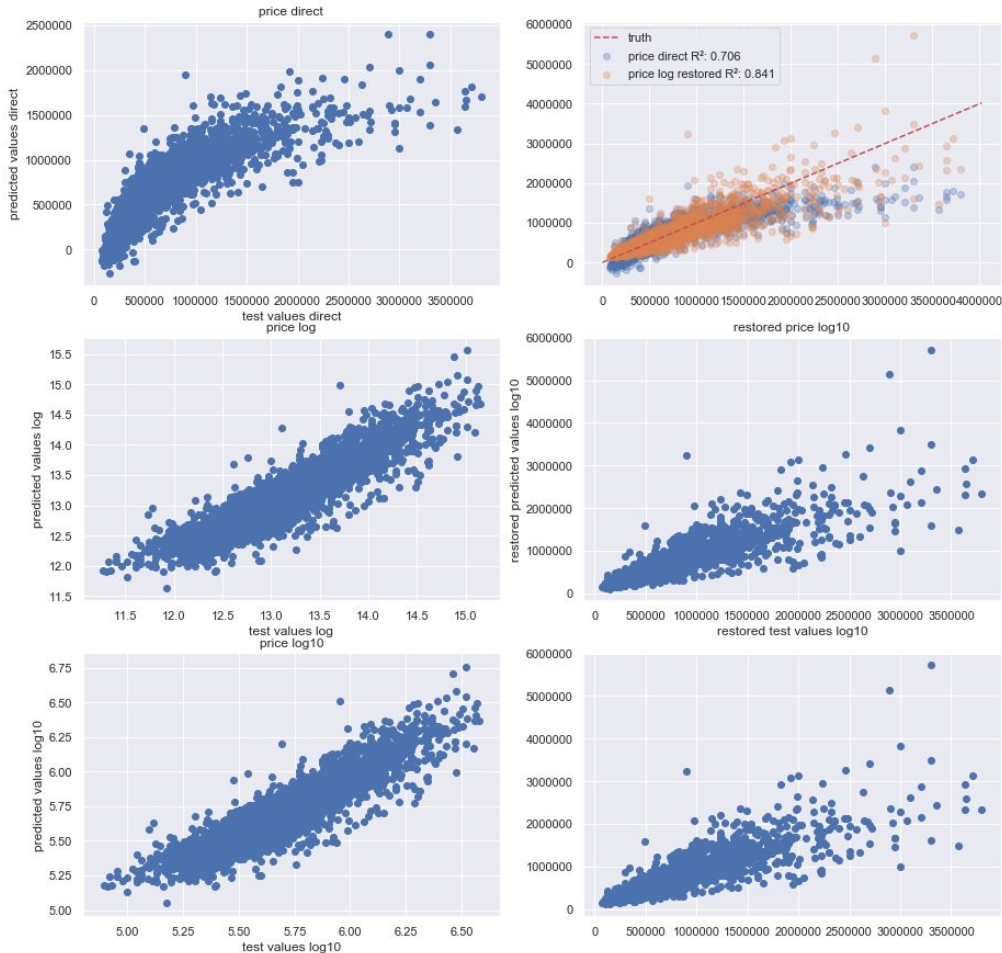 price direct
predicted values direct
2500000
2000000
1500000
1000000
500000
0
0 500000 1000000 1500000 2000000 2500000 3000000 3500000
test values direct
truth
price direct R²: 0.706
price log restored R²: 0.841
6000000
5000000
4000000
3000000
2000000
1000000
0
0 500000 1000000 1500000 2000000 2500000 3000000 3500000 4000000
price log
predicted values log
15.5
15.0
14.5
14.0
13.5
13.0
12.5
12.0
11.5
11.5 12.0 12.5 13.0 13.5 14.0 14.5 15.0
test values log
restored price log10
restored predicted values log10
6000000
5000000
4000000
3000000
2000000
1000000
0
0 500000 1000000 1500000 2000000 2500000 3000000 3500000
restored test values log10
price log10
predicted values log10
6.75
6.50
6.25
6.00
5.75
5.50
5.25
5.00
5.00 5.25 5.50 5.75 6.00 6.25 6.50
test values log10
6000000
5000000
4000000
3000000
2000000
1000000
0
0 500000 1000000 1500000 2000000 2500000 3000000 3500000